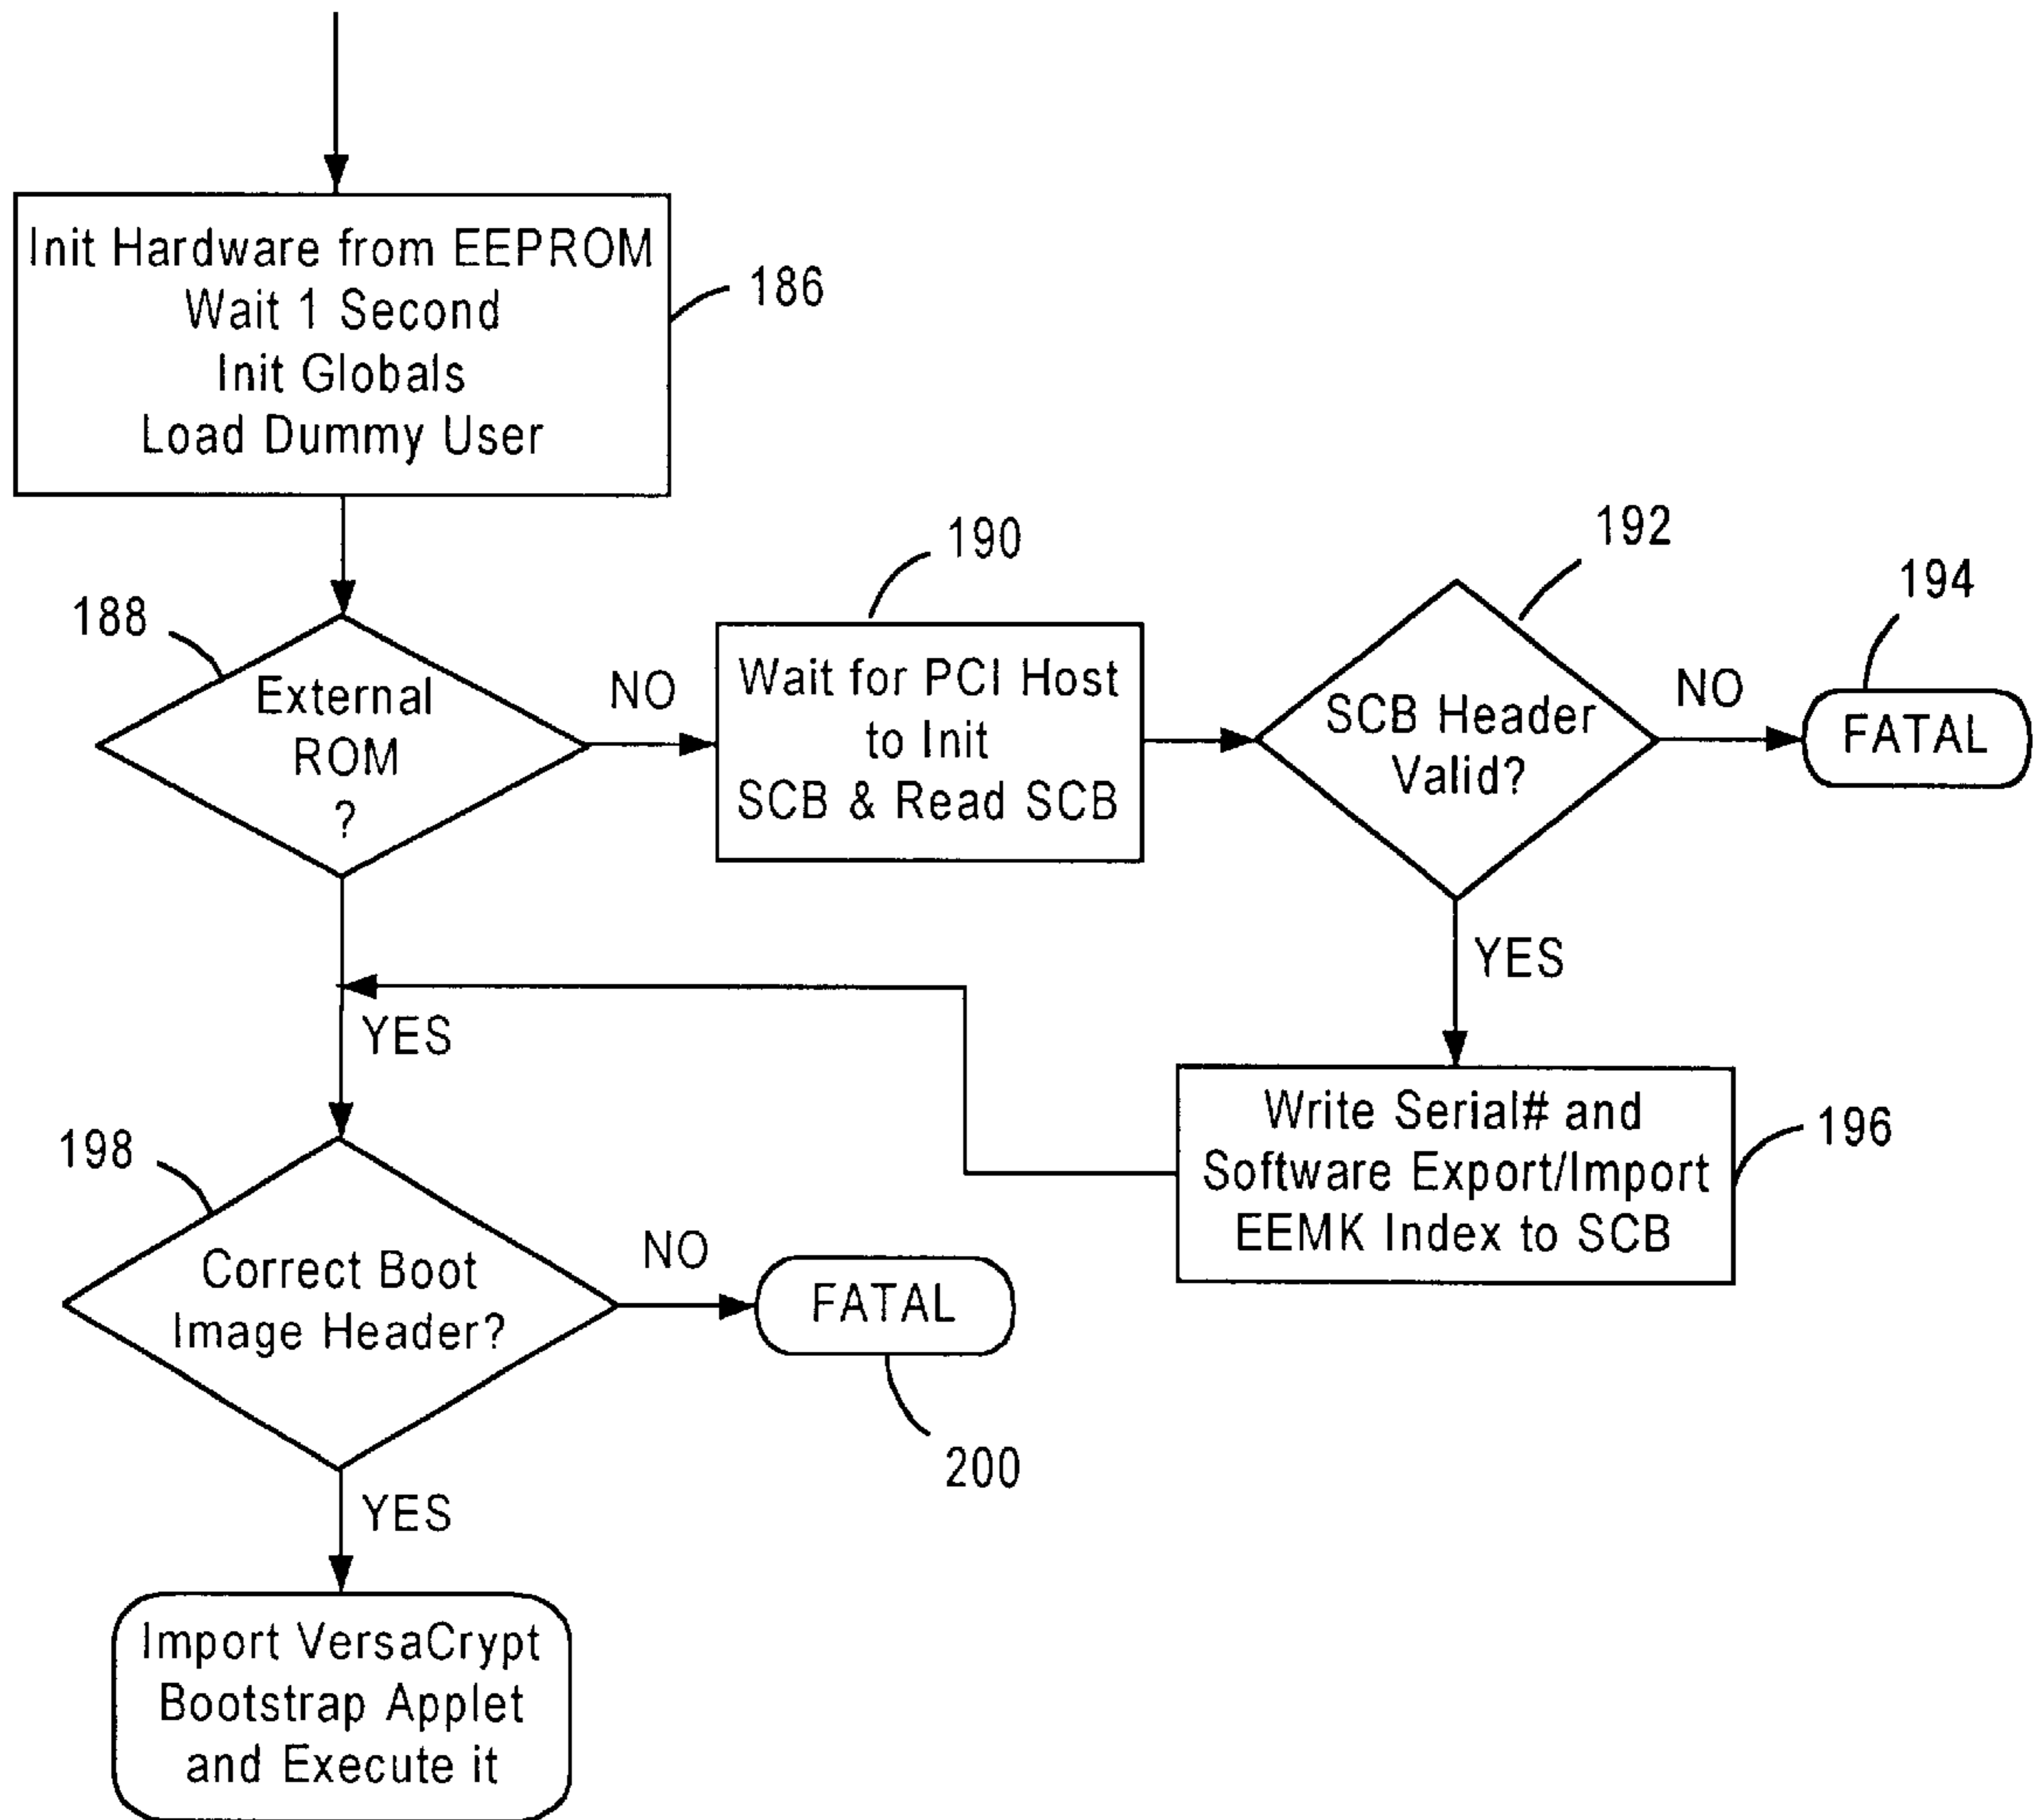 Init Hardware from EEPROM
Wait 1 Second
Init Globals
Load Dummy User
186
188
External
ROM
?
NO
190
Wait for PCI Host
to Init
SCB & Read SCB
192
SCB Header
Valid?
NO
194
FATAL
YES
YES
Write Serial# and
Software Export/Import
EEMK Index to SCB
196
198
Correct Boot
Image Header?
NO
FATAL
200
YES
Import VersaCrypt
Bootstrap Applet
and Execute it